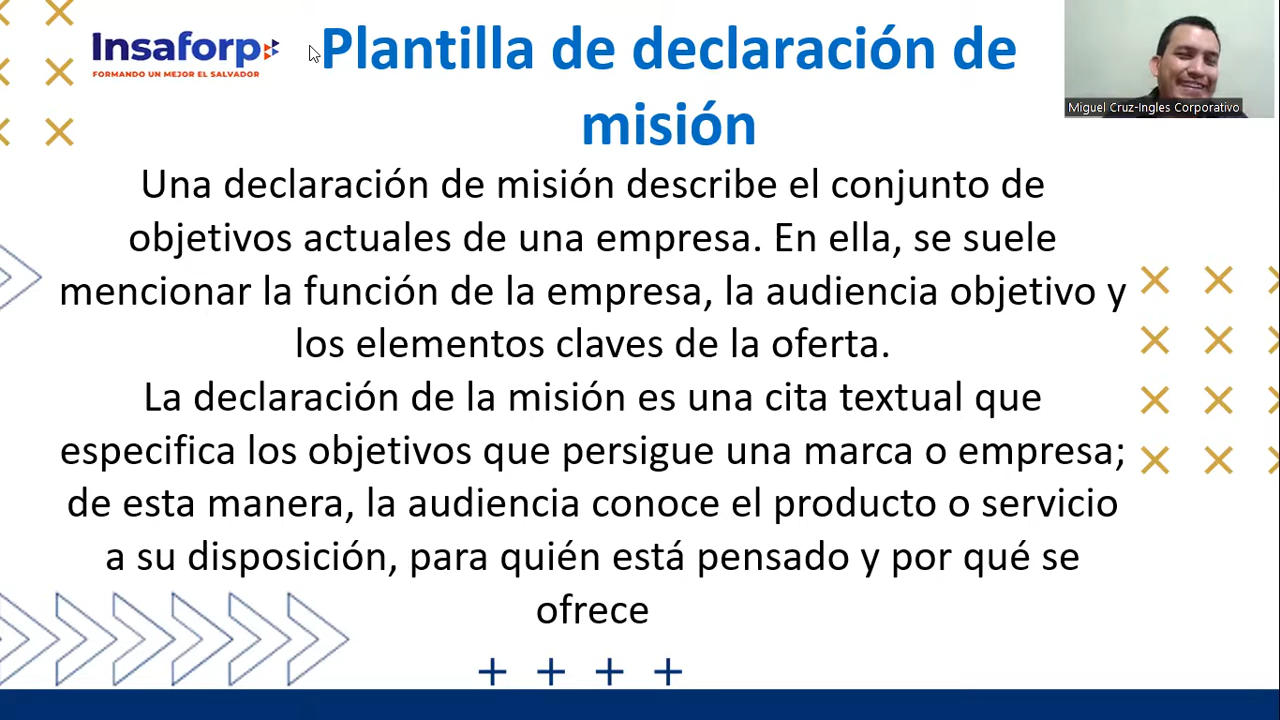 Insaforp
FORMANDO UN MEJOR EL SALVADOR
Plantilla de declaración de
misión
Miguel Cruz-Ingles Corporativo
Una declaración de misión describe el conjunto de
objetivos actuales de una empresa. En ella, se suele
mencionar la función de la empresa, la audiencia objetivo y
los elementos claves de la oferta.
La declaración de la misión es una cita textual que
especifica los objetivos que persigue una marca o empresa;
de esta manera, la audiencia conoce el producto o servicio
a su disposición, para quién está pensado y por qué se
ofrece